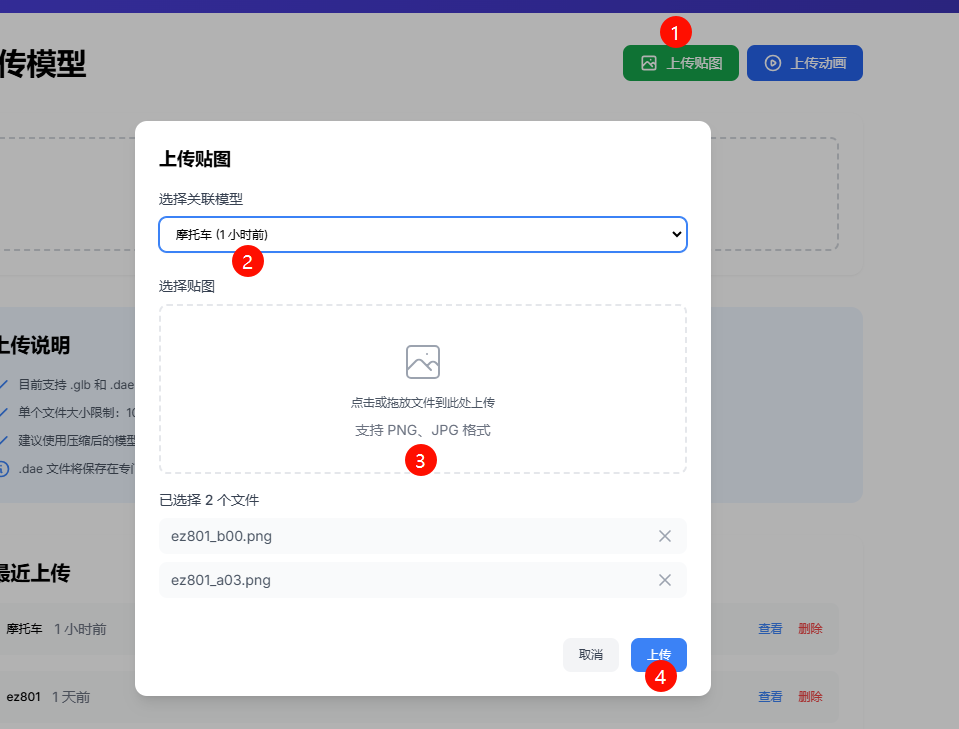 1
传模型
上传贴图
上传动画
上传贴图
选择关联模型
摩托车 (1 小时前)
2
选择贴图
点击或拖放文件到此处上传
支持 PNG、JPG 格式
3
上传说明
目前支持 .glb 和 .dae
单个文件大小限制：10
建议使用压缩后的模型
.dae 文件将保存在专门
已选择 2 个文件
ez801_b00.png
ez801_a03.png
最近上传
摩托车 1 小时前 查看 删除
取消
上传
4
ez801 1 天前 查看 删除